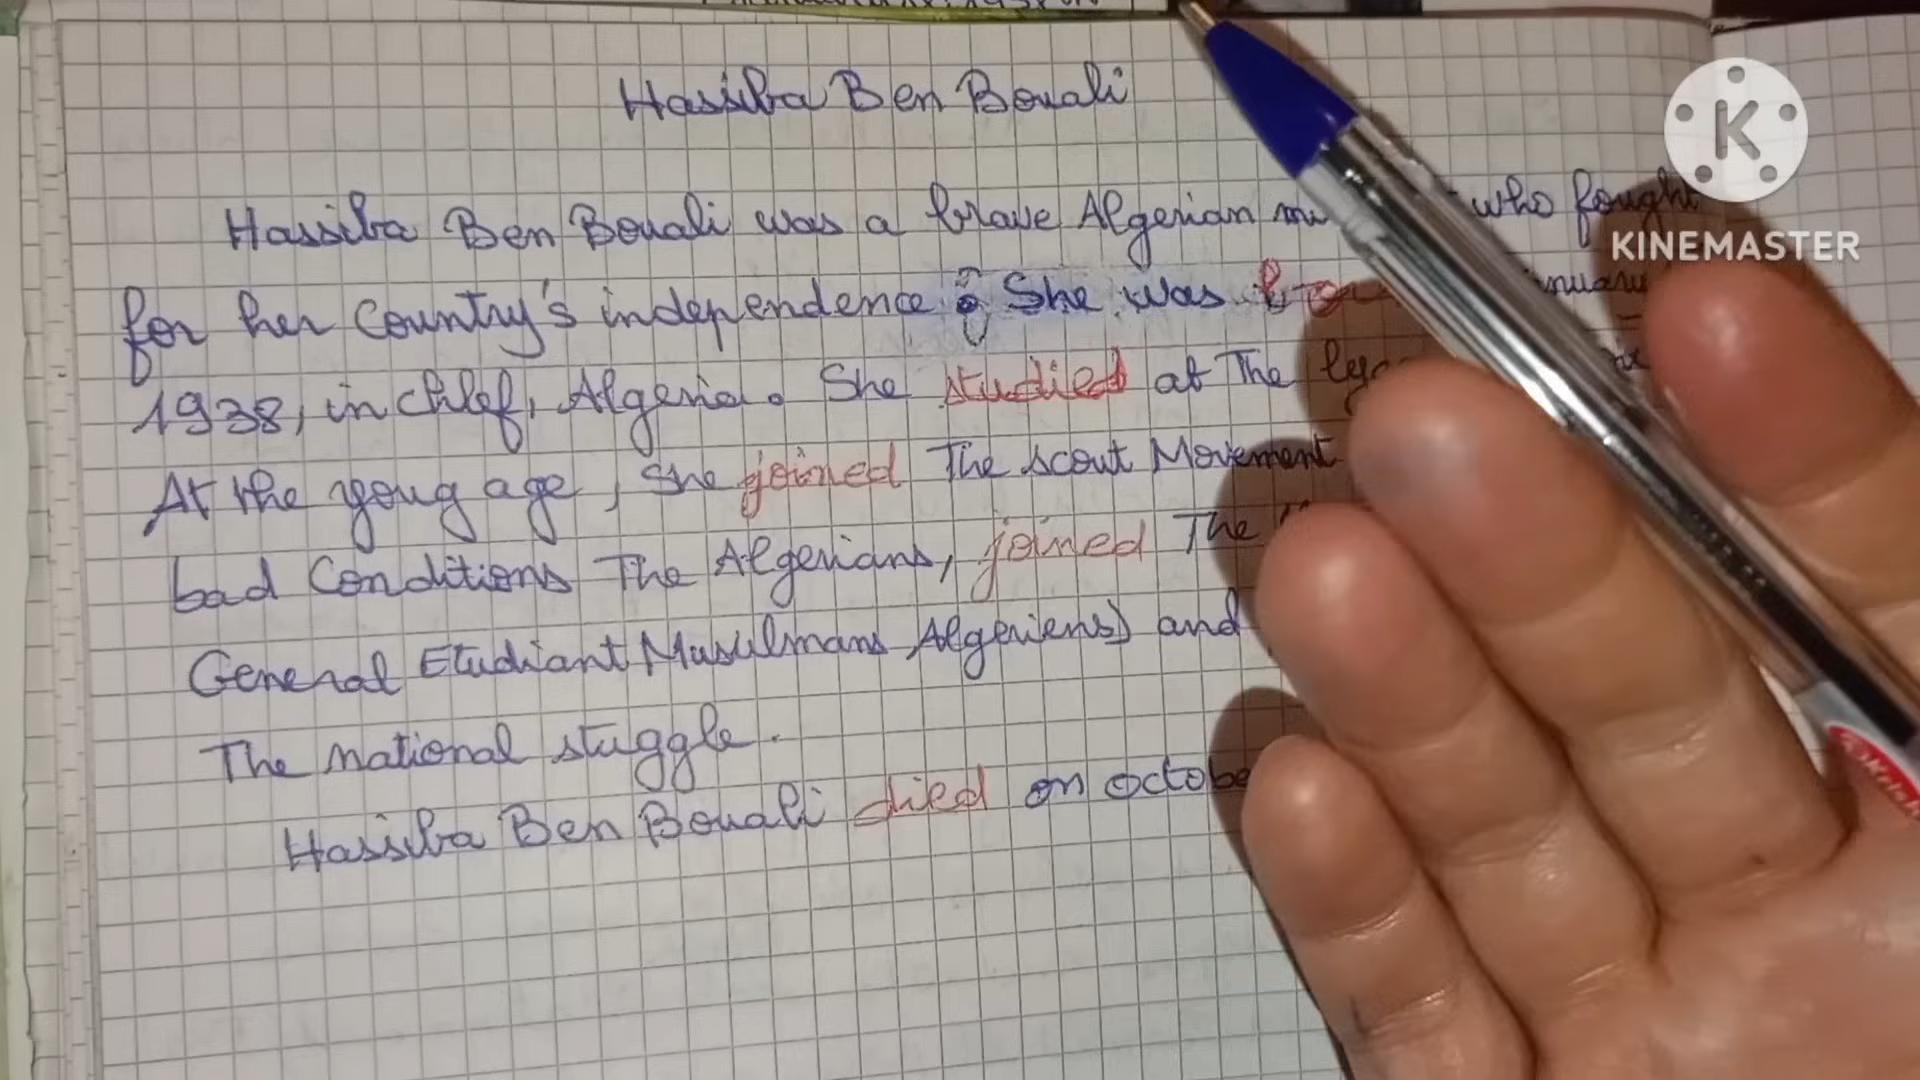 Hassiba Ben Bouali
Hassiba Ben Bouali was a brave Algerian who fought
for her country's independence. She was
1938, in chlef, Algeria. She studied at The
At the youg age, she joined The scout Movement
bad conditions The Algerians, joined The
General Etudiant Musulmans Algeriens) and
The national stuggle.
Hassiba Ben Bouali died on
K
KINEMASTER